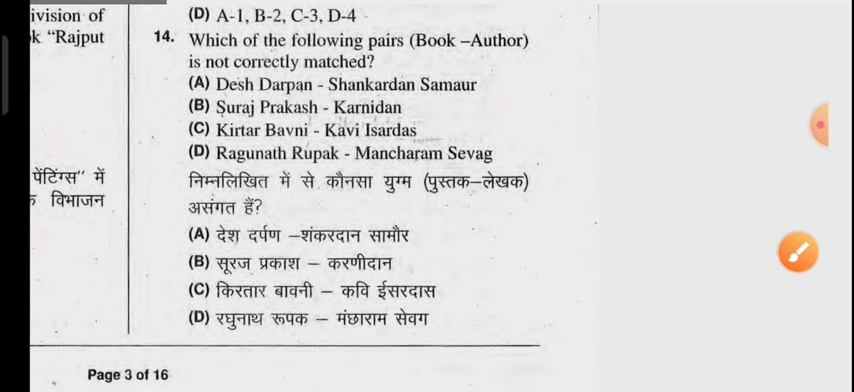 ivision of
k “Rajput
पेंटिंग्स” में
विभाजन
(D) A-1, B-2, C-3, D-4
14. Which of the following pairs (Book –Author)
is not correctly matched?
(A) Desh Darpan - Shankardan Samaur
(B) Suraj Prakash - Karnidan
(C) Kirtar Bavni - Kavi Isardas
(D) Ragunath Rupak - Mancharam Sevag
निम्नलिखित में से कौनसा युग्म (पुस्तक–लेखक)
असंगत हैं?
(A) देश दर्पण –शंकरदान सामौर
(B) सूरज प्रकाश – करणीदान
(C) किरतार बावनी – कवि ईसरदास
(D) रघुनाथ रूपक – मंछाराम सेवग
Page 3 of 16